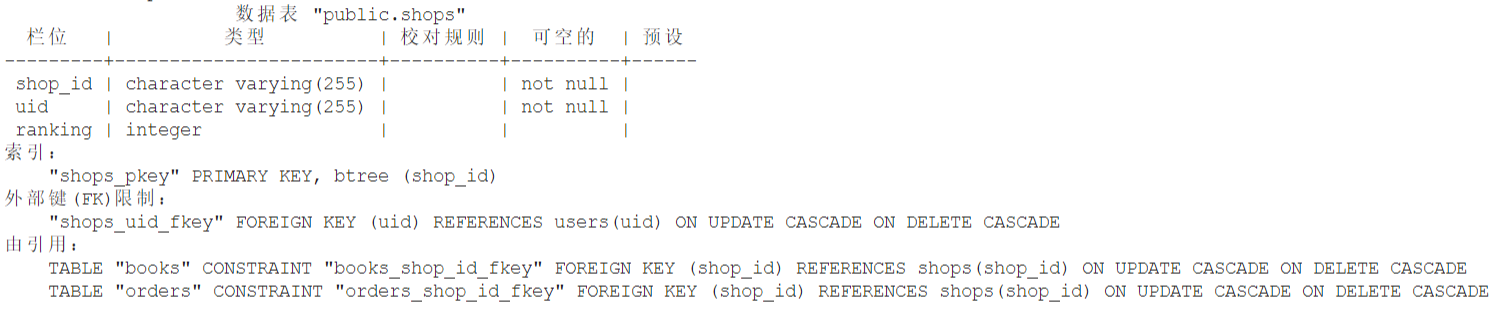 数据表 "public.shops"
栏位 | 类型 | 校对规则 | 可空的 | 预设
---------+------------------------+----------+----------+------
shop_id | character varying(255) | | not null |
uid | character varying(255) | | not null |
ranking | integer | | |
索引：
"shops_pkey" PRIMARY KEY, btree (shop_id)
外部键(FK)限制：
"shops_uid_fkey" FOREIGN KEY (uid) REFERENCES users(uid) ON UPDATE CASCADE ON DELETE CASCADE
由引用：
TABLE "books" CONSTRAINT "books_shop_id_fkey" FOREIGN KEY (shop_id) REFERENCES shops(shop_id) ON UPDATE CASCADE ON DELETE CASCADE
TABLE "orders" CONSTRAINT "orders_shop_id_fkey" FOREIGN KEY (shop_id) REFERENCES shops(shop_id) ON UPDATE CASCADE ON DELETE CASCADE